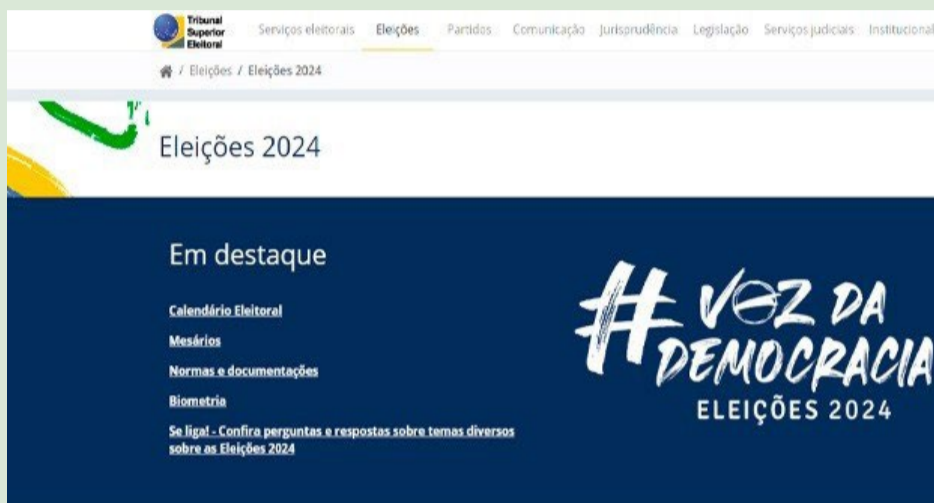 Tribunal
Superior
Eleitoral
Serviços eleitorais Eleições Partidos Comunicação Jurisprudência Legislação Serviços judiciais Institucional
/ Eleições / Eleições 2024
Eleições 2024
Em destaque
Calendário Eleitoral
Mesários
Normas e documentações
Biometria
Se liga! - Confira perguntas e respostas sobre temas diversos
sobre as Eleições 2024
# VOZ DA
DEMOCRACIA
ELEIÇÕES 2024